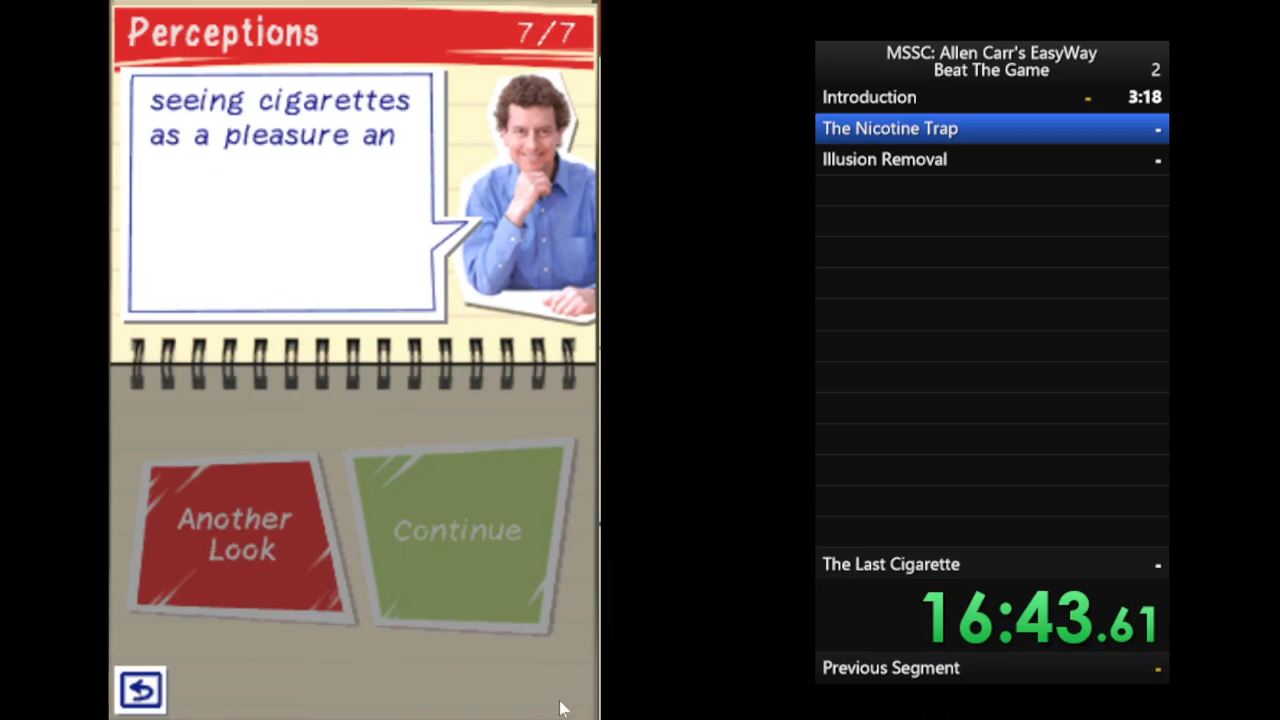 Perceptions 7/7
seeing cigarettes
as a pleasure an
Another
Look
Continue
MSSC: Allen Carr's EasyWay
Beat The Game 2
Introduction - 3:18
The Nicotine Trap -
Illusion Removal -
The Last Cigarette -
16:43.61
Previous Segment -